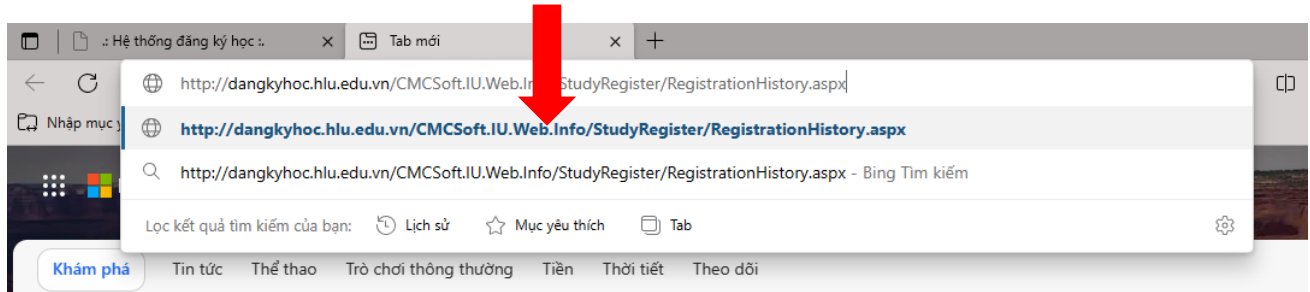 .: Hệ thống đăng ký học :. Tab mới
http://dangkyhoc.hlu.edu.vn/CMCSoft.IU.Web.Info/StudyRegister/RegistrationHistory.aspx
Nhập mục
http://dangkyhoc.hlu.edu.vn/CMCSoft.IU.Web.Info/StudyRegister/RegistrationHistory.aspx
http://dangkyhoc.hlu.edu.vn/CMCSoft.IU.Web.Info/StudyRegister/RegistrationHistory.aspx - Bing Tìm kiếm
Lọc kết quả tìm kiếm của bạn: Lịch sử Mục yêu thích Tab
Khám phá Tin tức Thể thao Trò chơi thông thường Tiền Thời tiết Theo dõi